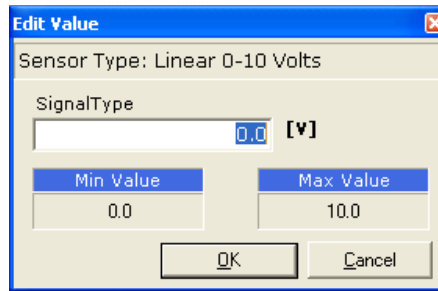 Edit Value
Sensor Type: Linear 0-10 Volts
SignalType
0.0 [V]
Min Value Max Value
0.0 10.0
OK Cancel